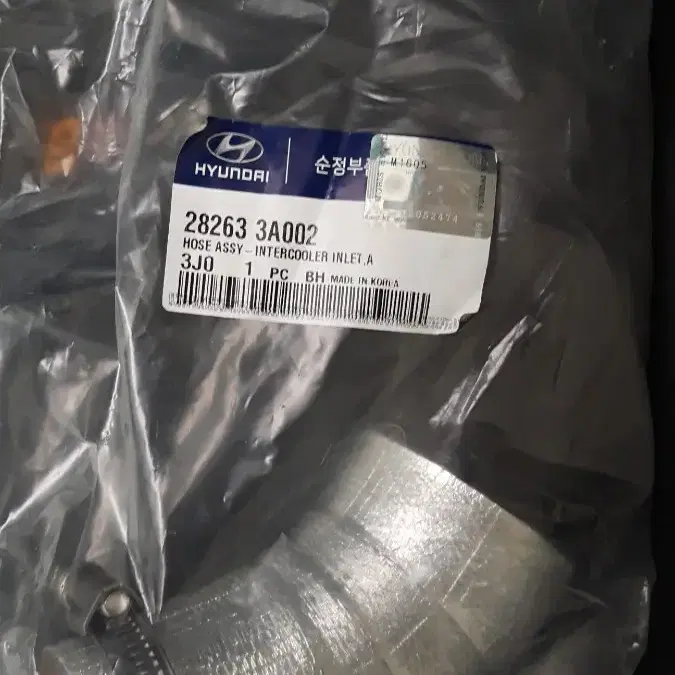 HYUNDAI
순정부품
M1605
28263 3A002
HOSE ASSY-INTERCOOLER INLET,A
3J0 1 PC BH MADE IN KOREA